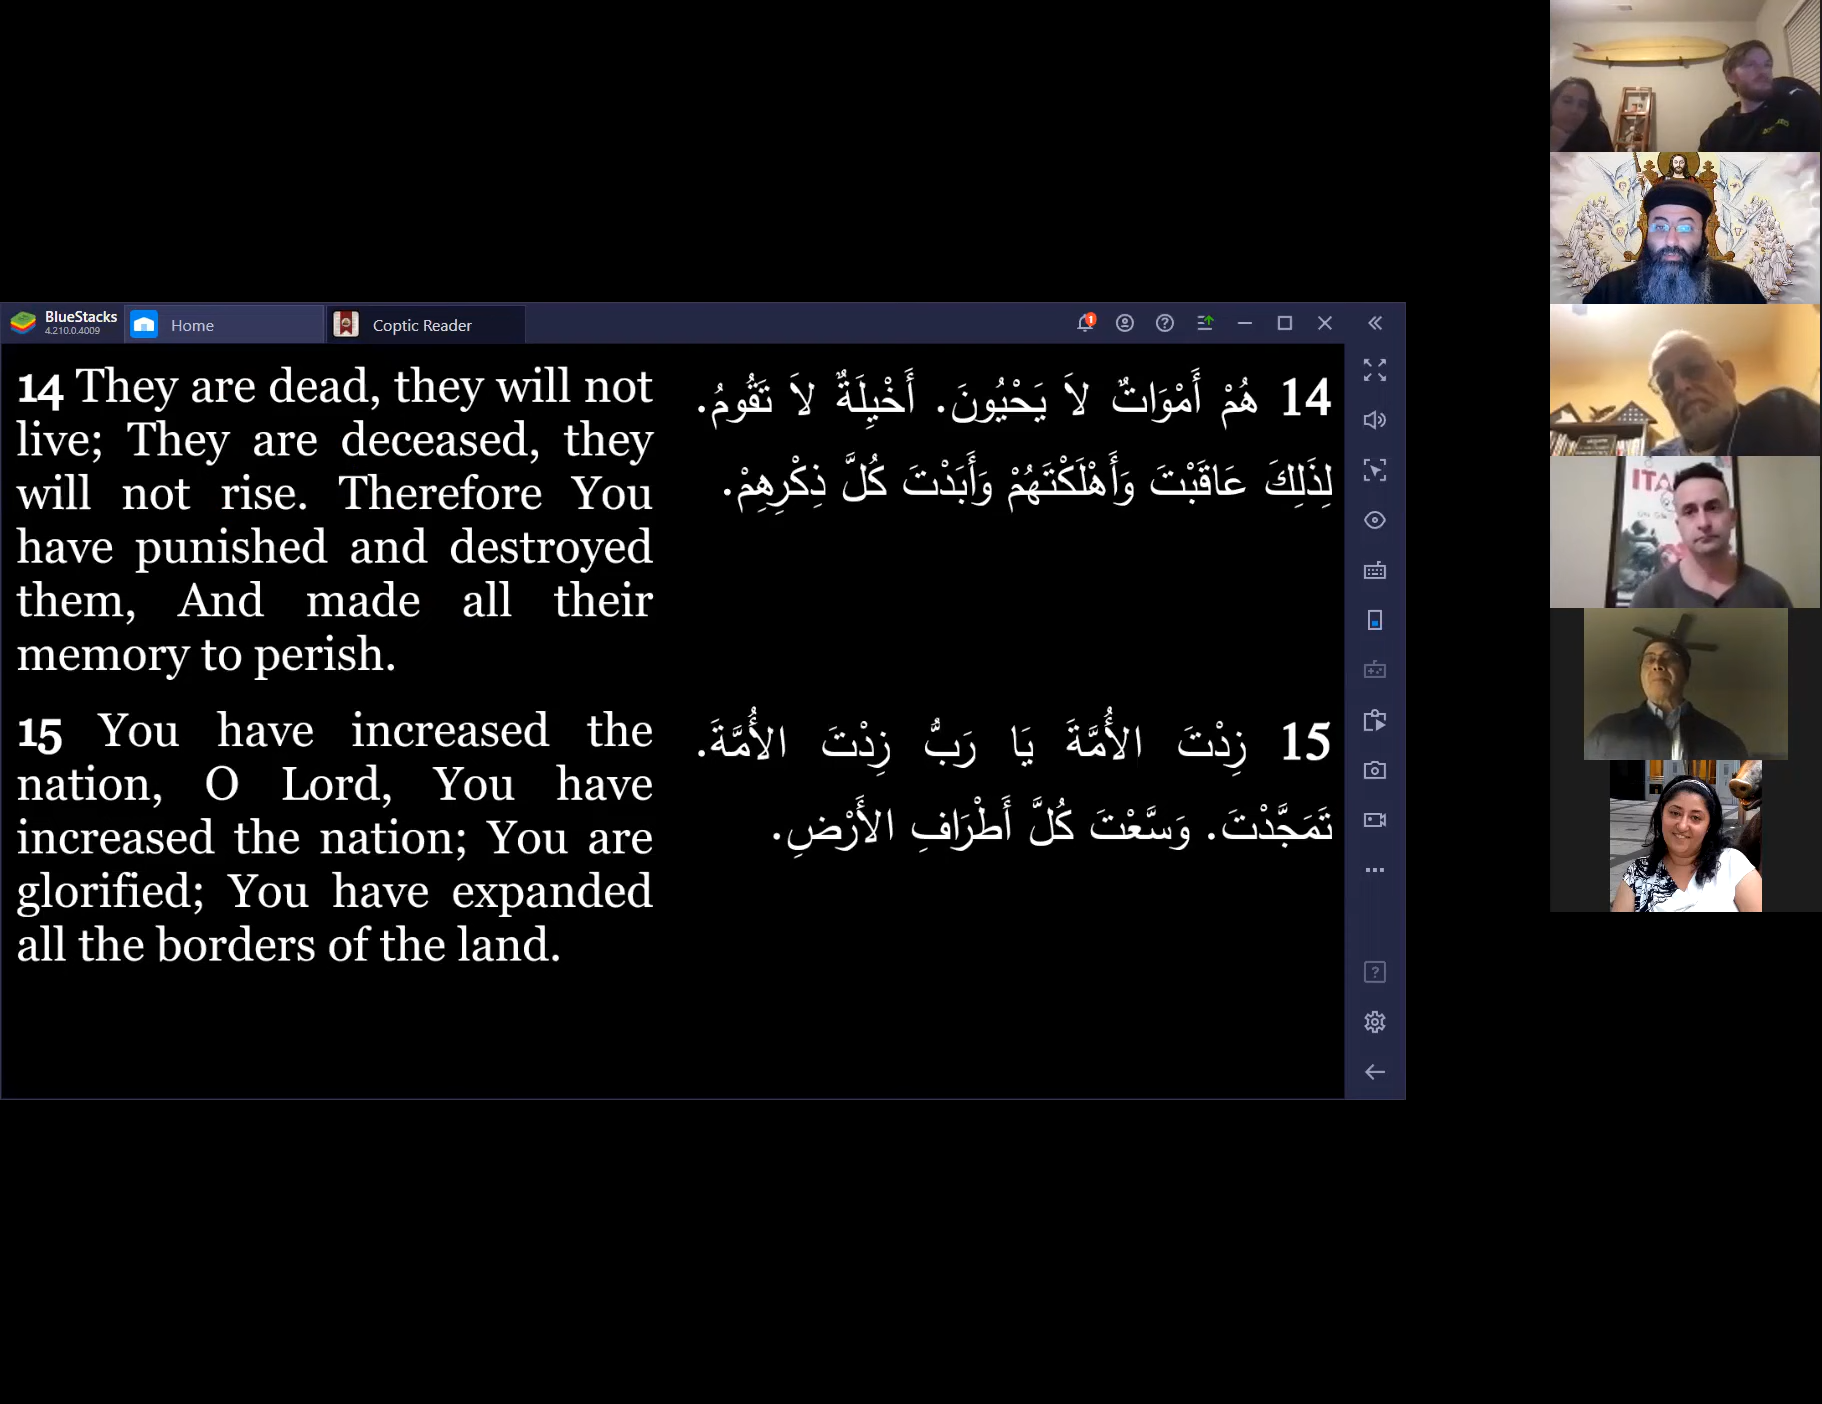 BlueStacks
4.210.0.4009
Home
Coptic Reader
1
14 They are dead, they will not
live; They are deceased, they
will not rise. Therefore You
have punished and destroyed
them, And made all their
memory to perish.
15 You have increased the
nation, O Lord, You have
increased the nation; You are
glorified; You have expanded
all the borders of the land.
14 هُمْ أَمْوَاتٌ لاَ يَحْيُونَ. أَخْيِلَةٌ لاَ تَقُومُ.
لِذَلِكَ عَاقَبْتَ وَأَهْلَكْتَهُمْ وَأَبَدْتَ كُلَّ ذِكْرِهِمْ.
15 زِدْتَ الأُمَّةَ يَا رَبُّ زِدْتَ الأُمَّةَ.
تَمَجَّدْتَ. وَسَّعْتَ كُلَّ أَطْرَافِ الأَرْضِ.
ITA